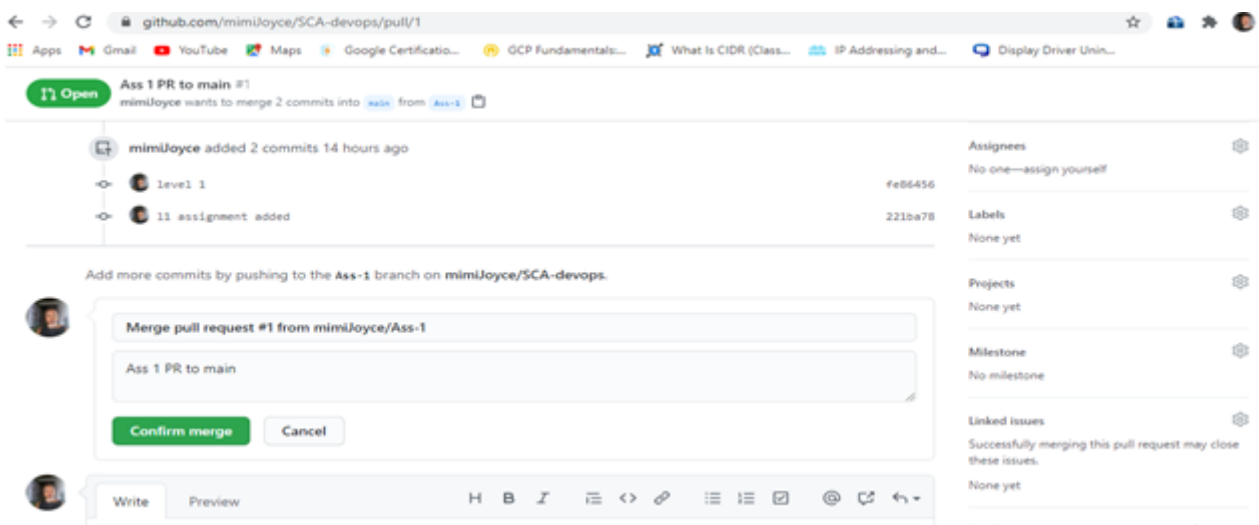 github.com/mimiJoyce/SCA-devops/pull/1
Apps Gmail YouTube Maps Google Certificatio... GCP Fundamentals:... What Is CIDR (Class... IP Addressing and... Display Driver Unin...
Open
Ass 1 PR to main #1
mimiJoyce wants to merge 2 commits into main from Ass-1
mimiJoyce added 2 commits 14 hours ago
level 1 fe86456
11 assignment added 221ba78
Add more commits by pushing to the Ass-1 branch on mimiJoyce/SCA-devops.
Merge pull request #1 from mimiJoyce/Ass-1
Ass 1 PR to main
Confirm merge Cancel
Write Preview H B I
Assignees
No one—assign yourself
Labels
None yet
Projects
None yet
Milestone
No milestone
Linked issues
Successfully merging this pull request may close
these issues.
None yet